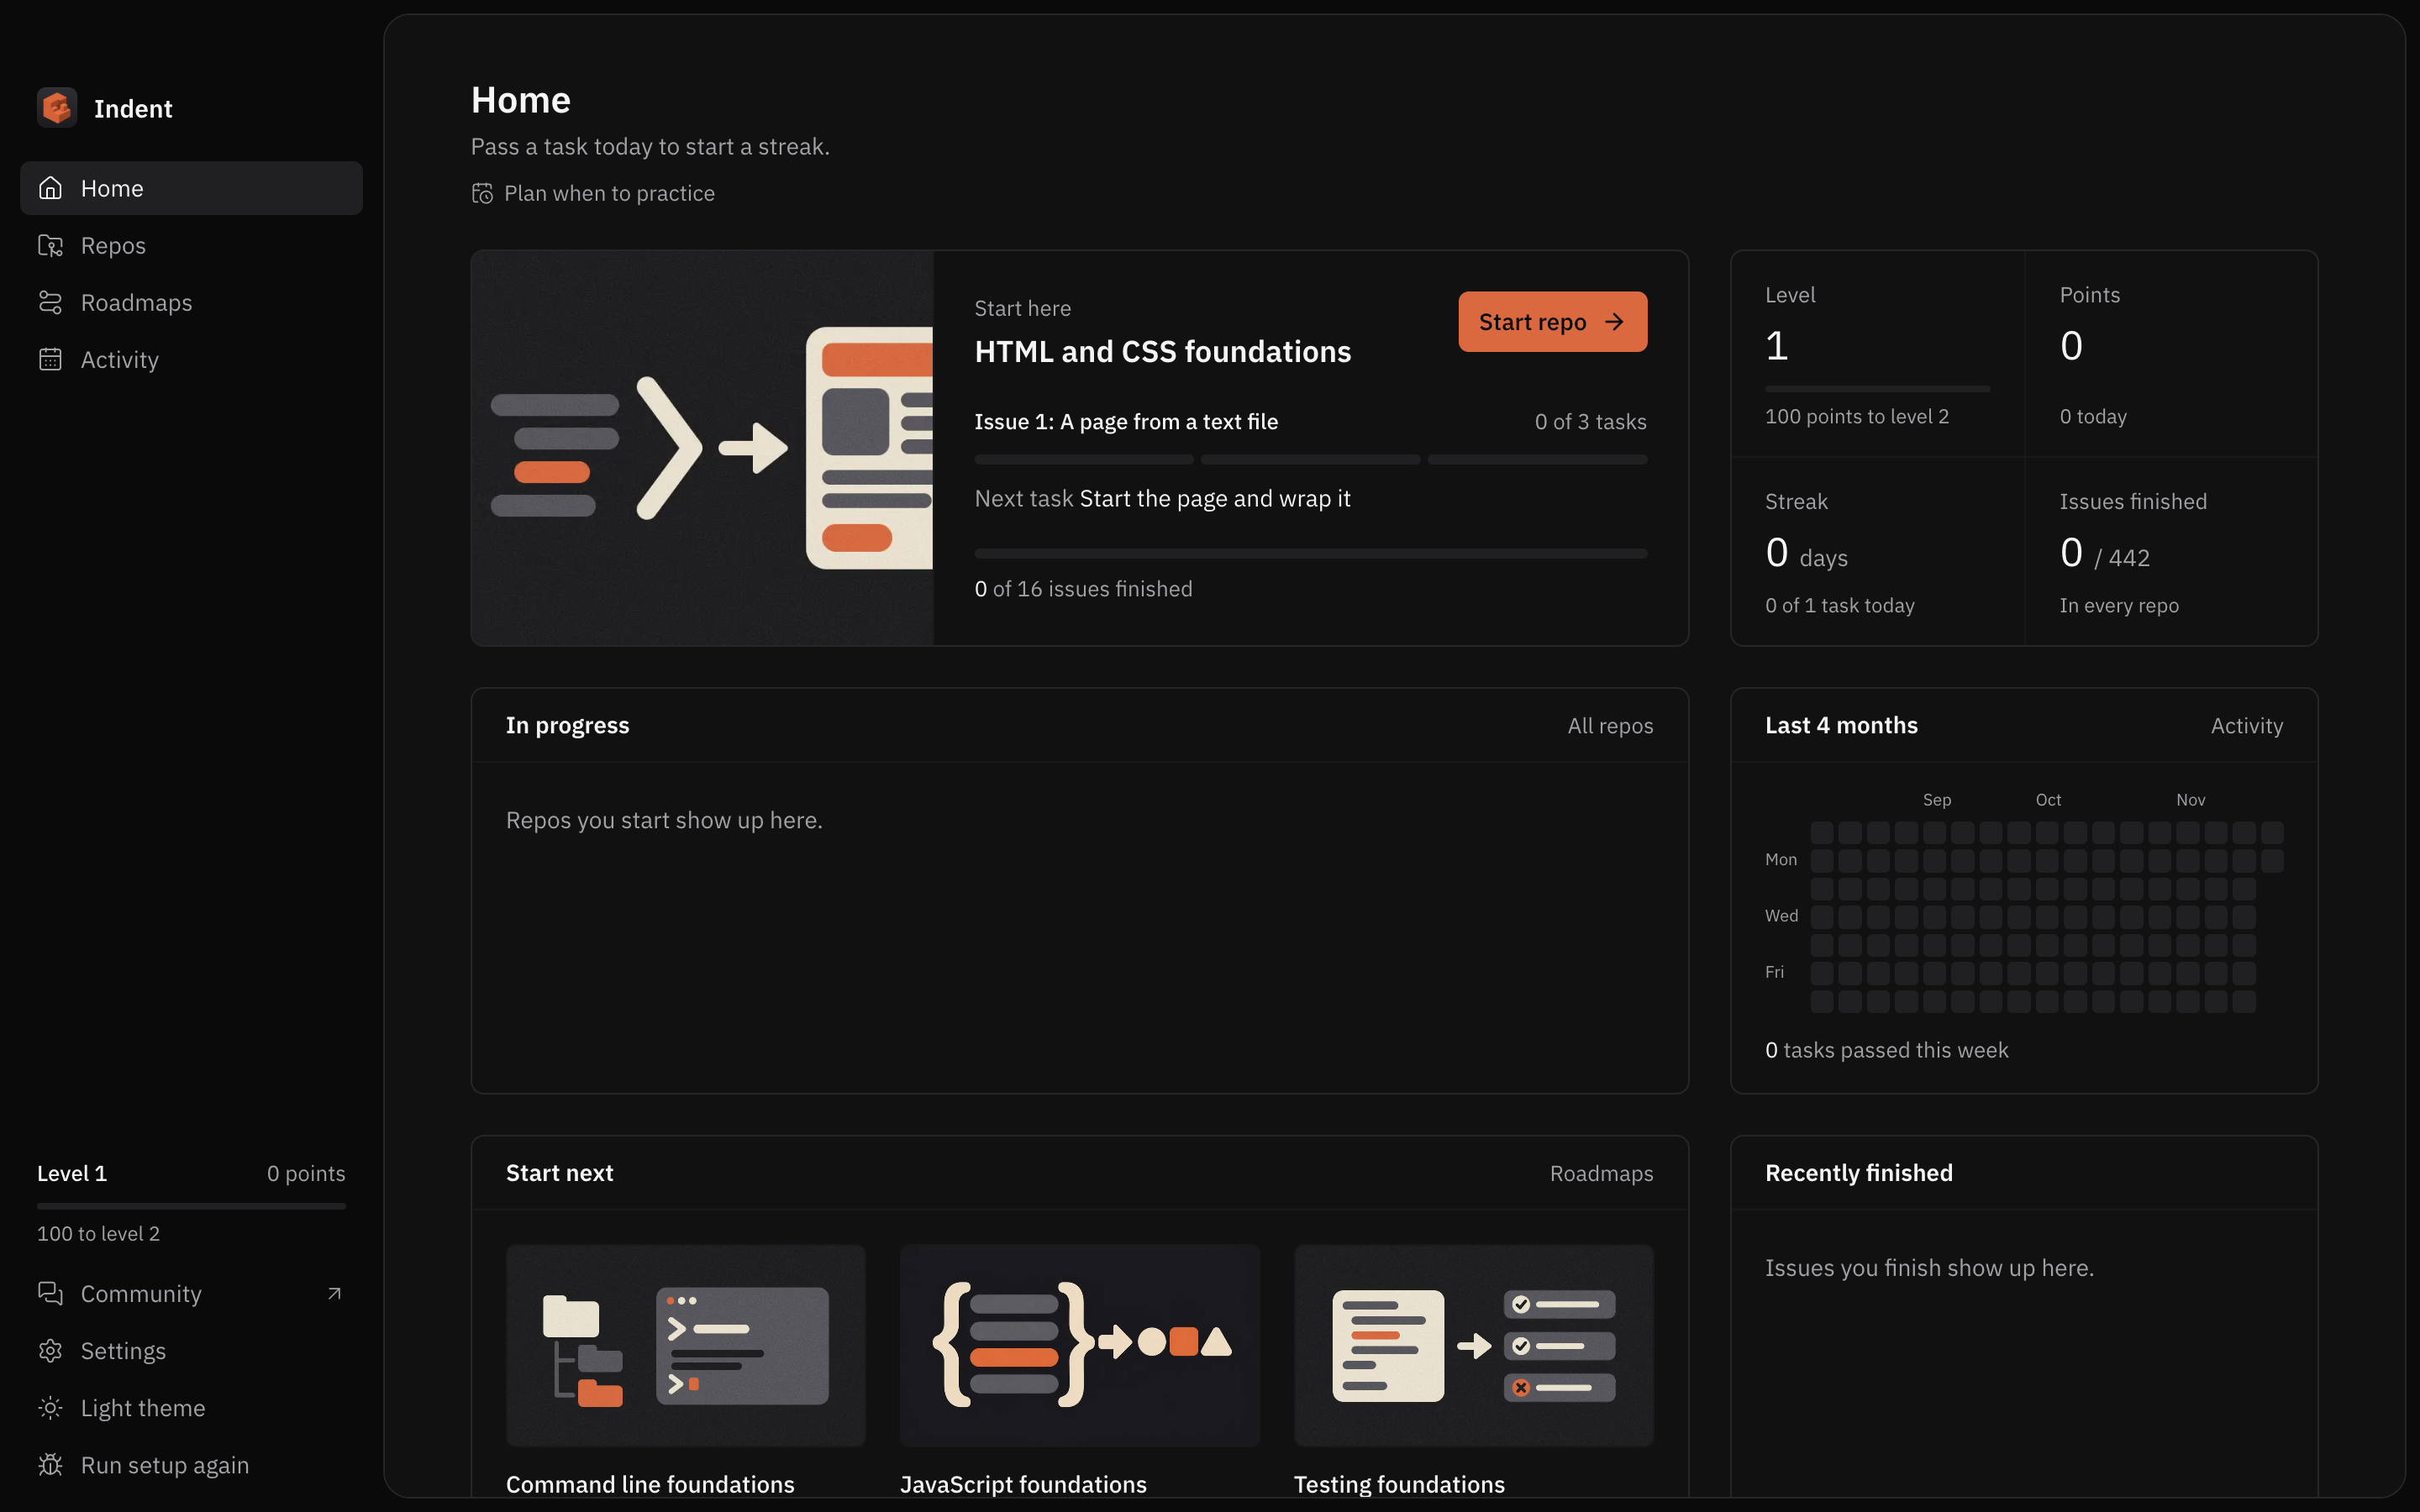 Indent
Home
Repos
Roadmaps
Activity
Level 1
0 points
100 to level 2
Community
Settings
Light theme
Run setup again
Home
Pass a task today to start a streak.
Plan when to practice
Start here
HTML and CSS foundations
Start repo
Issue 1: A page from a text file
0 of 3 tasks
Next task Start the page and wrap it
0 of 16 issues finished
Level
1
100 points to level 2
Points
0
0 today
Streak
0 days
0 of 1 task today
Issues finished
0 / 442
In every repo
In progress
All repos
Repos you start show up here.
Last 4 months
Activity
Sep Oct Nov
Mon
Wed
Fri
0 tasks passed this week
Start next
Roadmaps
Command line foundations
JavaScript foundations
Testing foundations
Recently finished
Issues you finish show up here.